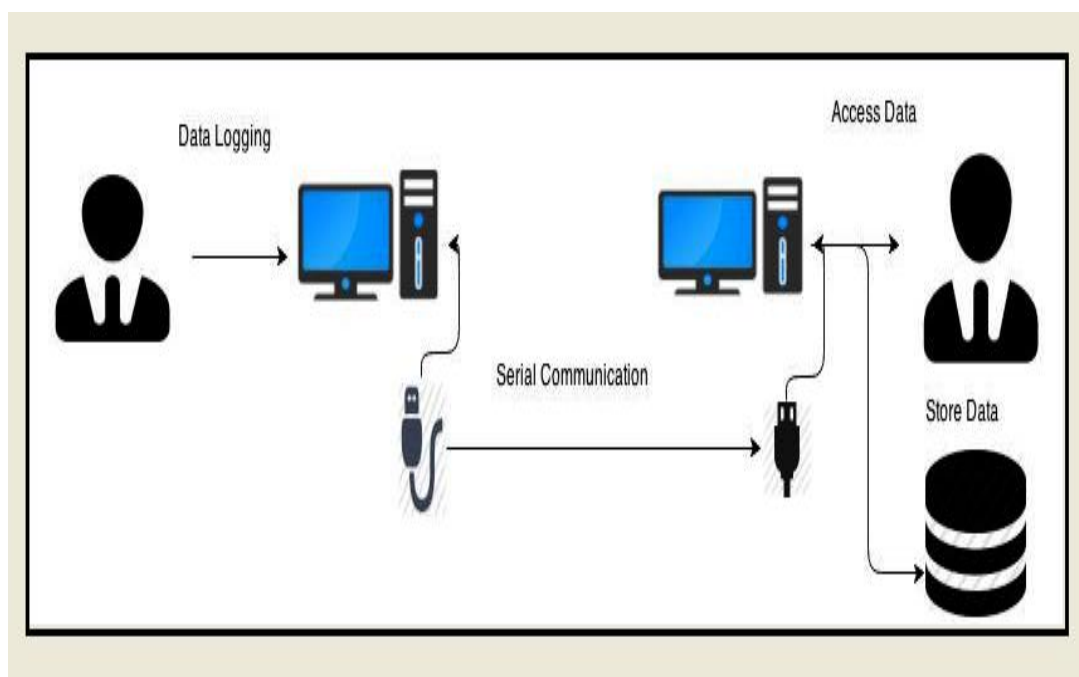 Data Logging
Access Data
Serial Communication
Store Data